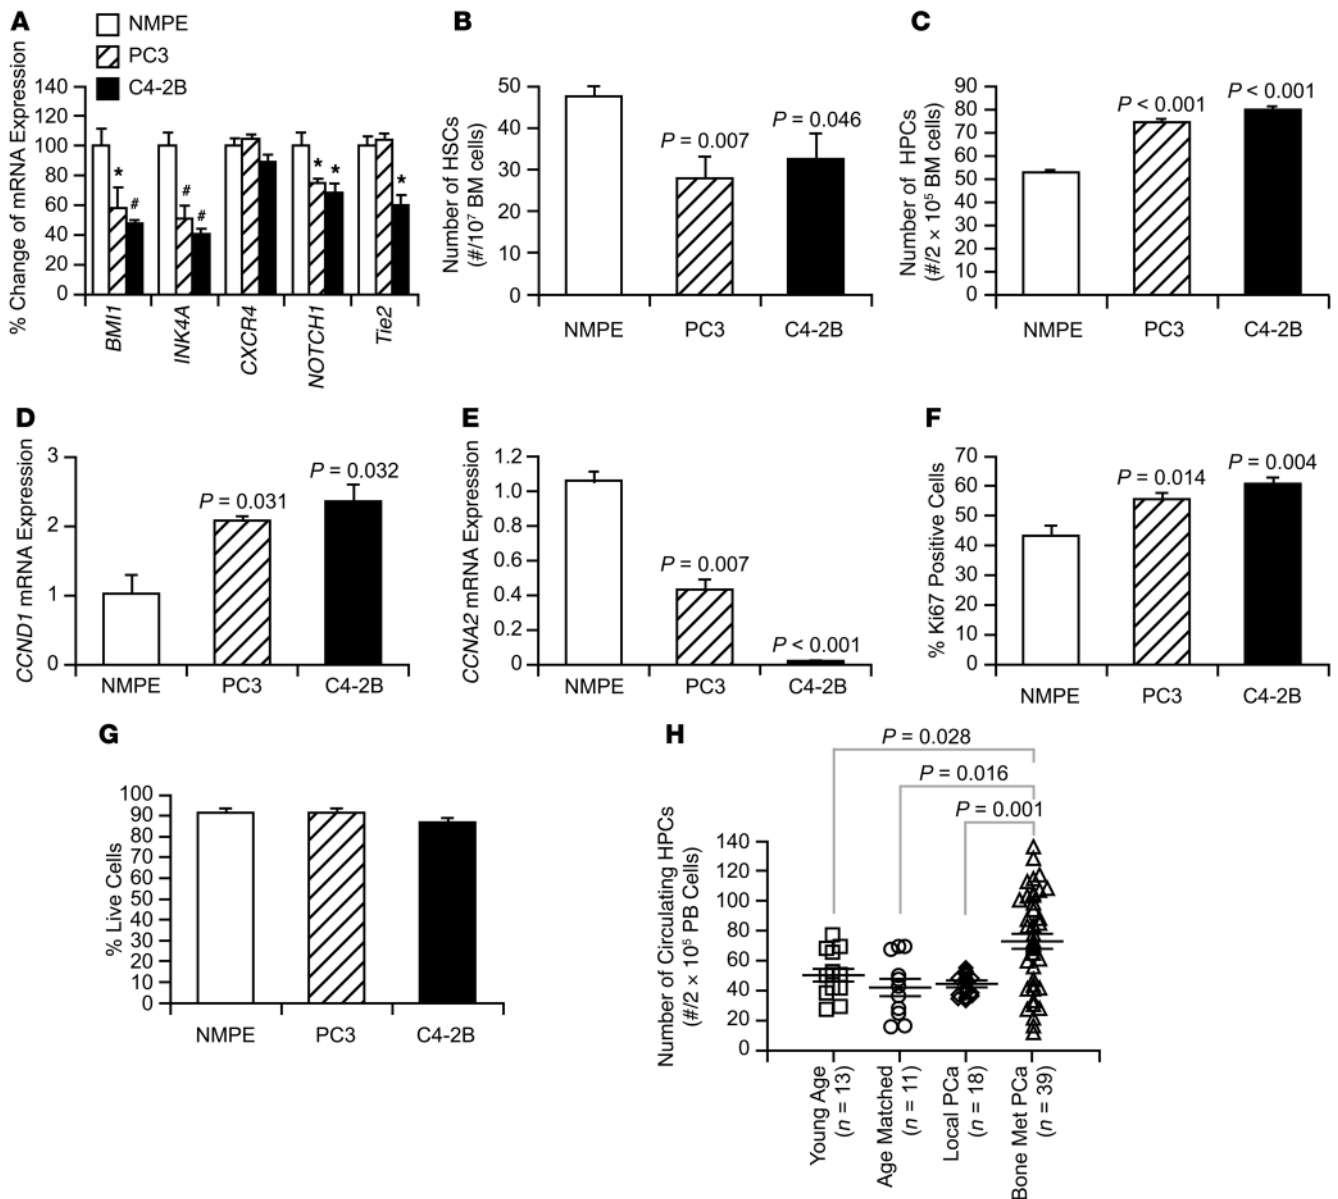 A
NMPE
PC3
C4-2B
% Change of mRNA Expression
140
120
100
80
60
40
20
0
* # # # * * *
BMI1
INK4A
CXCR4
NOTCH1
Tie2
B
Number of HSCs
(#/10⁷ BM cells)
50
40
30
20
10
0
P = 0.007
P = 0.046
NMPE PC3 C4-2B
C
Number of HPCs
(#/2 × 10⁵ BM cells)
90
80
70
60
50
40
30
20
10
0
P < 0.001
P < 0.001
NMPE PC3 C4-2B
D
CCND1 mRNA Expression
3
2
1
0
P = 0.031
P = 0.032
NMPE PC3 C4-2B
E
CCNA2 mRNA Expression
1.2
1.0
0.8
0.6
0.4
0.2
0
P = 0.007
P < 0.001
NMPE PC3 C4-2B
F
% Ki67 Positive Cells
70
60
50
40
30
20
10
0
P = 0.014
P = 0.004
NMPE PC3 C4-2B
G
% Live Cells
100
90
80
70
60
50
40
30
20
10
0
NMPE PC3 C4-2B
H
P = 0.028
P = 0.016
P = 0.001
Number of Circulating HPCs
(#/2 × 10⁵ PB Cells)
140
120
100
80
60
40
20
0
Young Age
(n = 13)
Age Matched
(n = 11)
Local PCa
(n = 18)
Bone Met PCa
(n = 39)